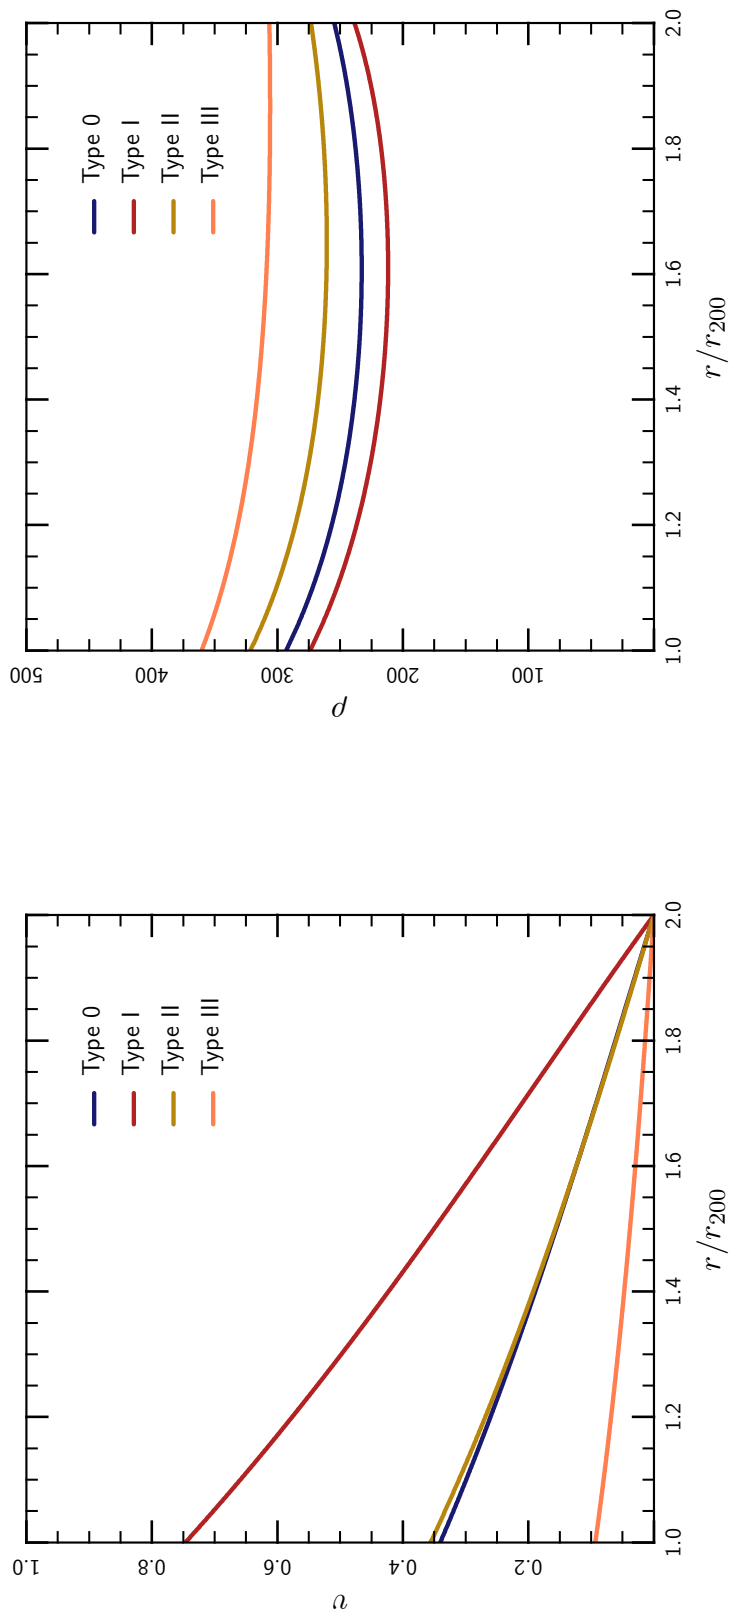 v
1.0
0.8
0.6
0.4
0.2
Type 0
Type I
Type II
Type III
1.0 1.2 1.4 1.6 1.8 2.0
r/r₂₀₀
ρ
500
400
300
200
100
Type 0
Type I
Type II
Type III
1.0 1.2 1.4 1.6 1.8 2.0
r/r₂₀₀